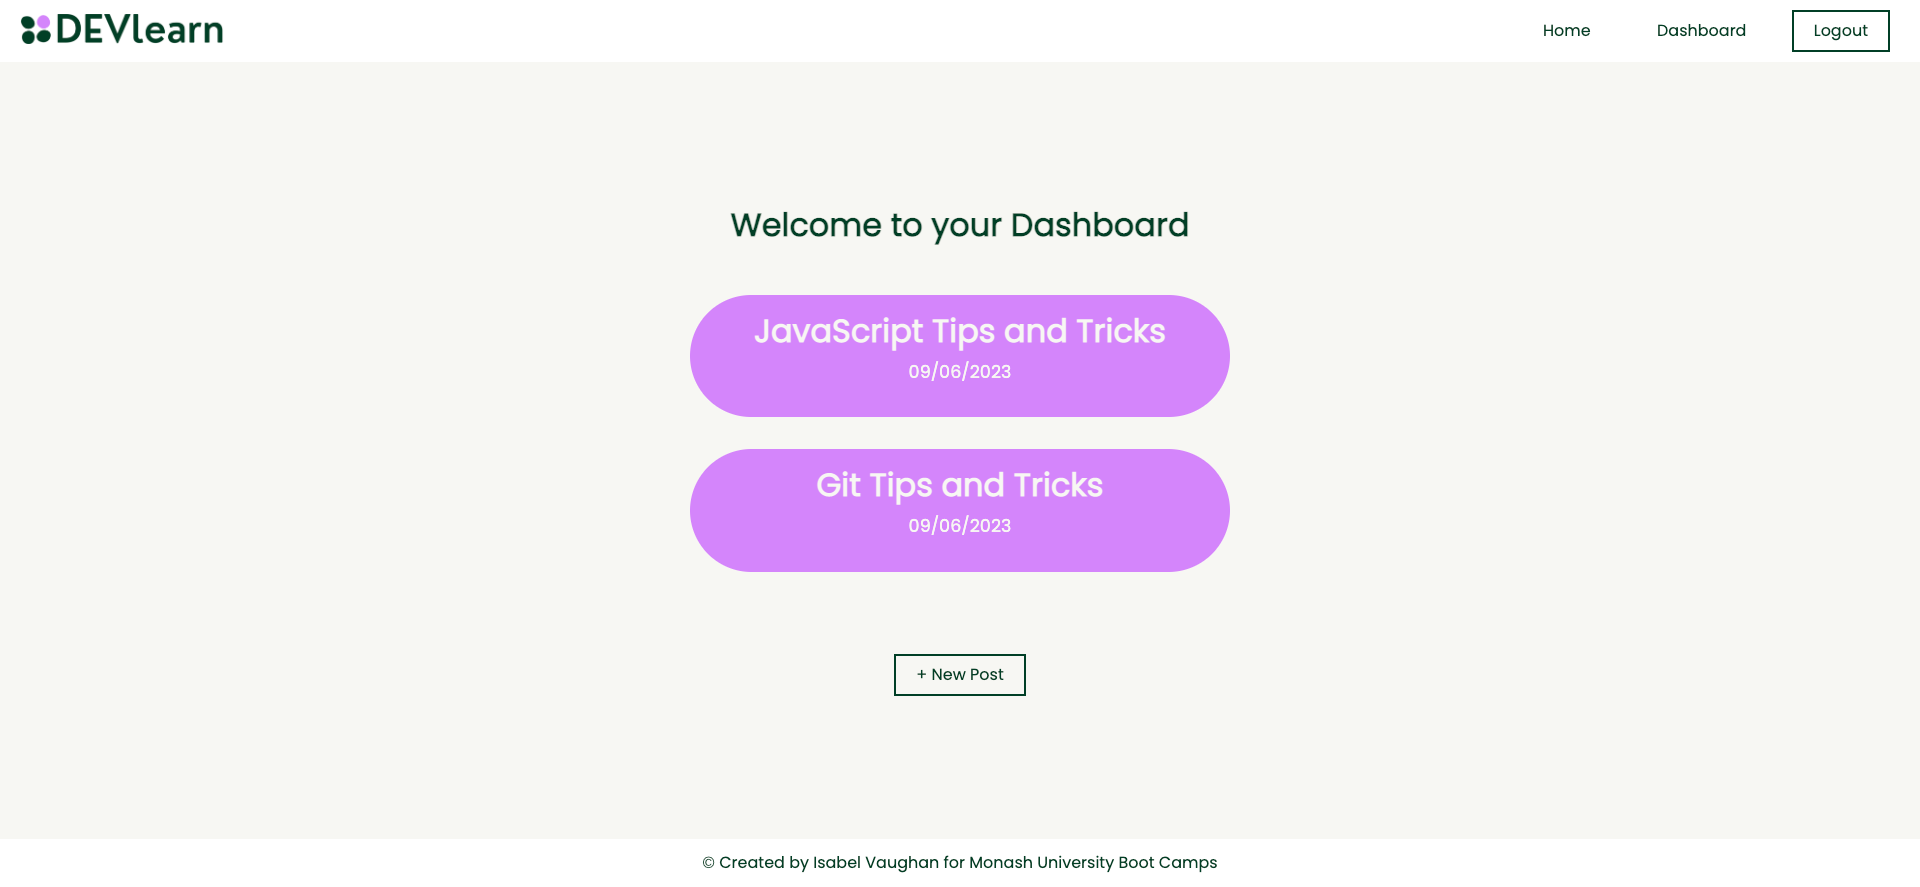 DEVlearn
Home Dashboard Logout
Welcome to your Dashboard
JavaScript Tips and Tricks
09/06/2023
Git Tips and Tricks
09/06/2023
+ New Post
© Created by Isabel Vaughan for Monash University Boot Camps